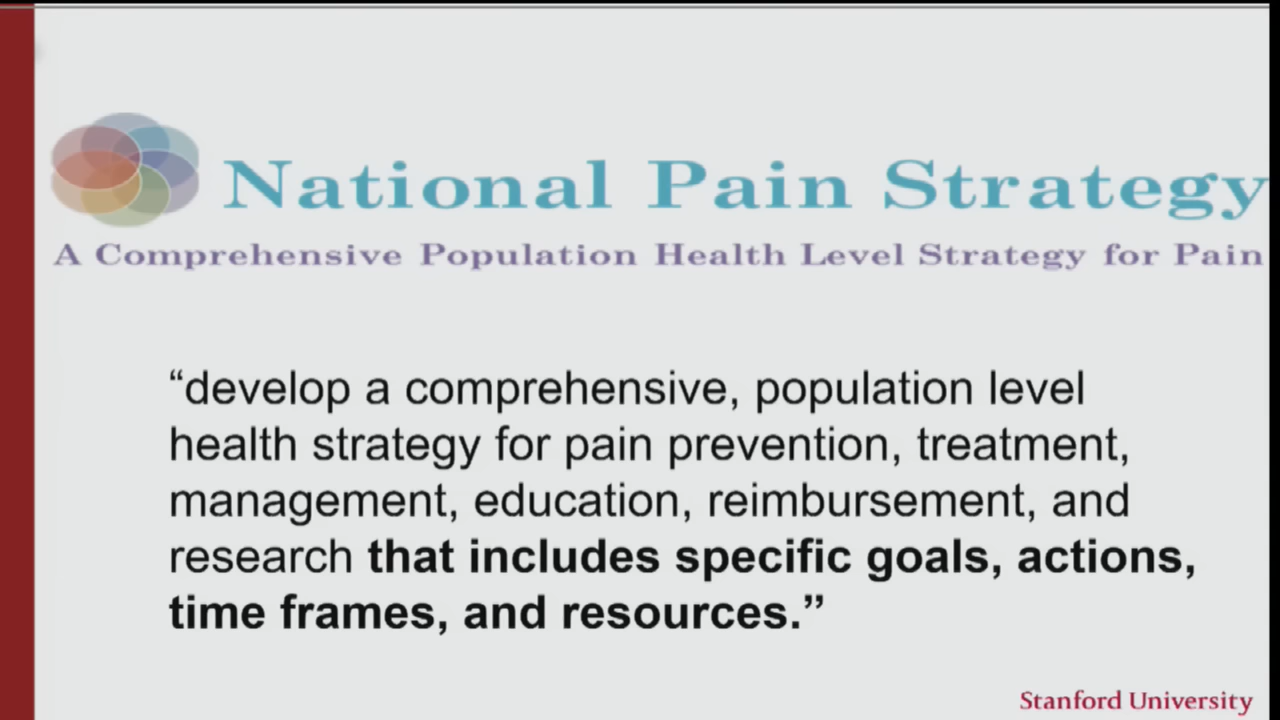 National Pain Strategy
A Comprehensive Population Health Level Strategy for Pain
“develop a comprehensive, population level
health strategy for pain prevention, treatment,
management, education, reimbursement, and
research that includes specific goals, actions,
time frames, and resources.”
Stanford University